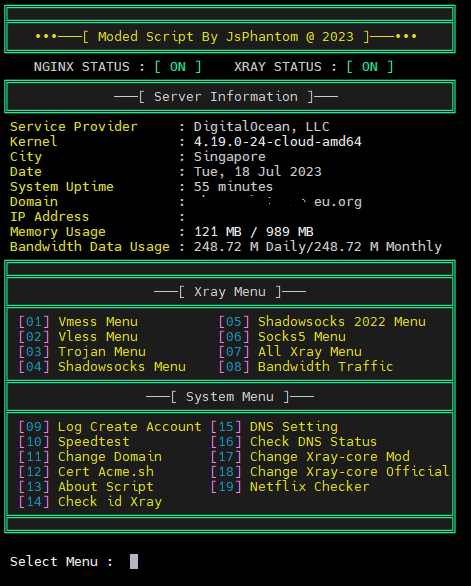 •••───[ Moded Script By JsPhantom @ 2023 ]───•••
NGINX STATUS : [ ON ] XRAY STATUS : [ ON ]
───[ Server Information ]───
Service Provider : DigitalOcean, LLC
Kernel : 4.19.0-24-cloud-amd64
City : Singapore
Date : Tue, 18 Jul 2023
System Uptime : 55 minutes
Domain : eu.org
IP Address :
Memory Usage : 121 MB / 989 MB
Bandwidth Data Usage : 248.72 M Daily/248.72 M Monthly
───[ Xray Menu ]───
[01] Vmess Menu [05] Shadowsocks 2022 Menu
[02] Vless Menu [06] Socks5 Menu
[03] Trojan Menu [07] All Xray Menu
[04] Shadowsocks Menu [08] Bandwidth Traffic
───[ System Menu ]───
[09] Log Create Account [15] DNS Setting
[10] Speedtest [16] Check DNS Status
[11] Change Domain [17] Change Xray-core Mod
[12] Cert Acme.sh [18] Change Xray-core Official
[13] About Script [19] Netflix Checker
[14] Check id Xray
Select Menu :